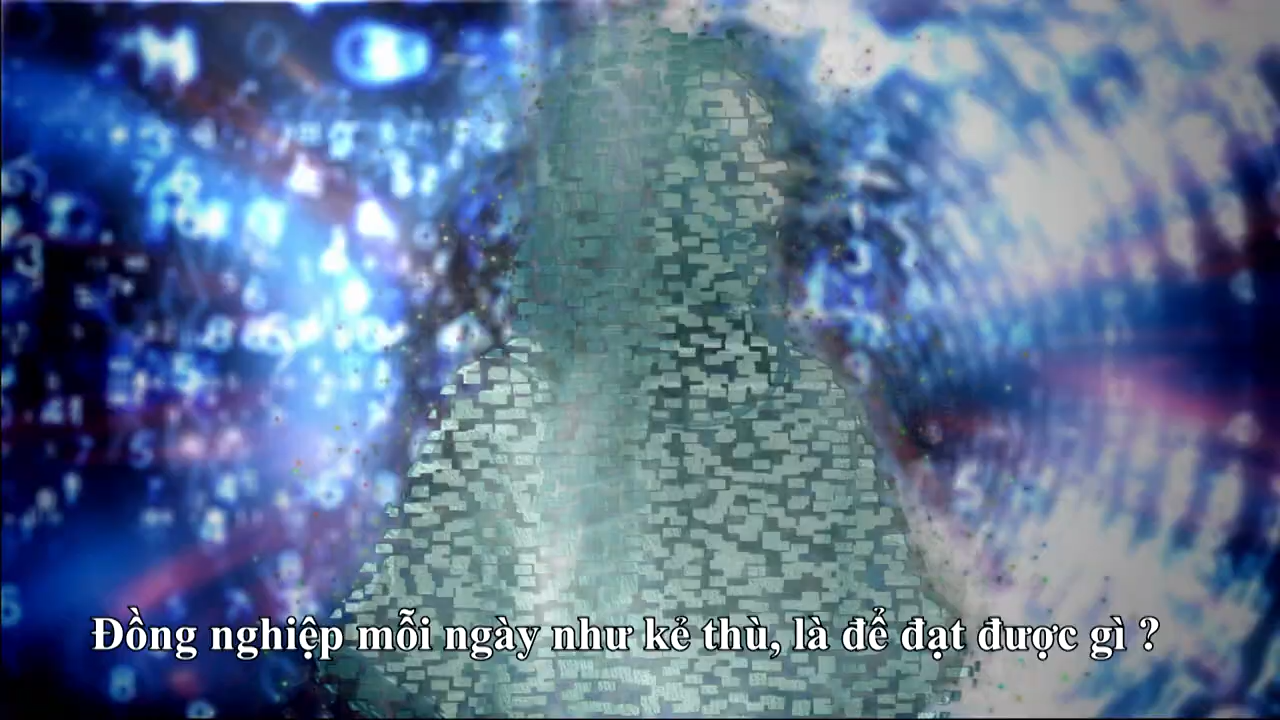 Đồng nghiệp mỗi ngày như kẻ thù, là để đạt được gì ?